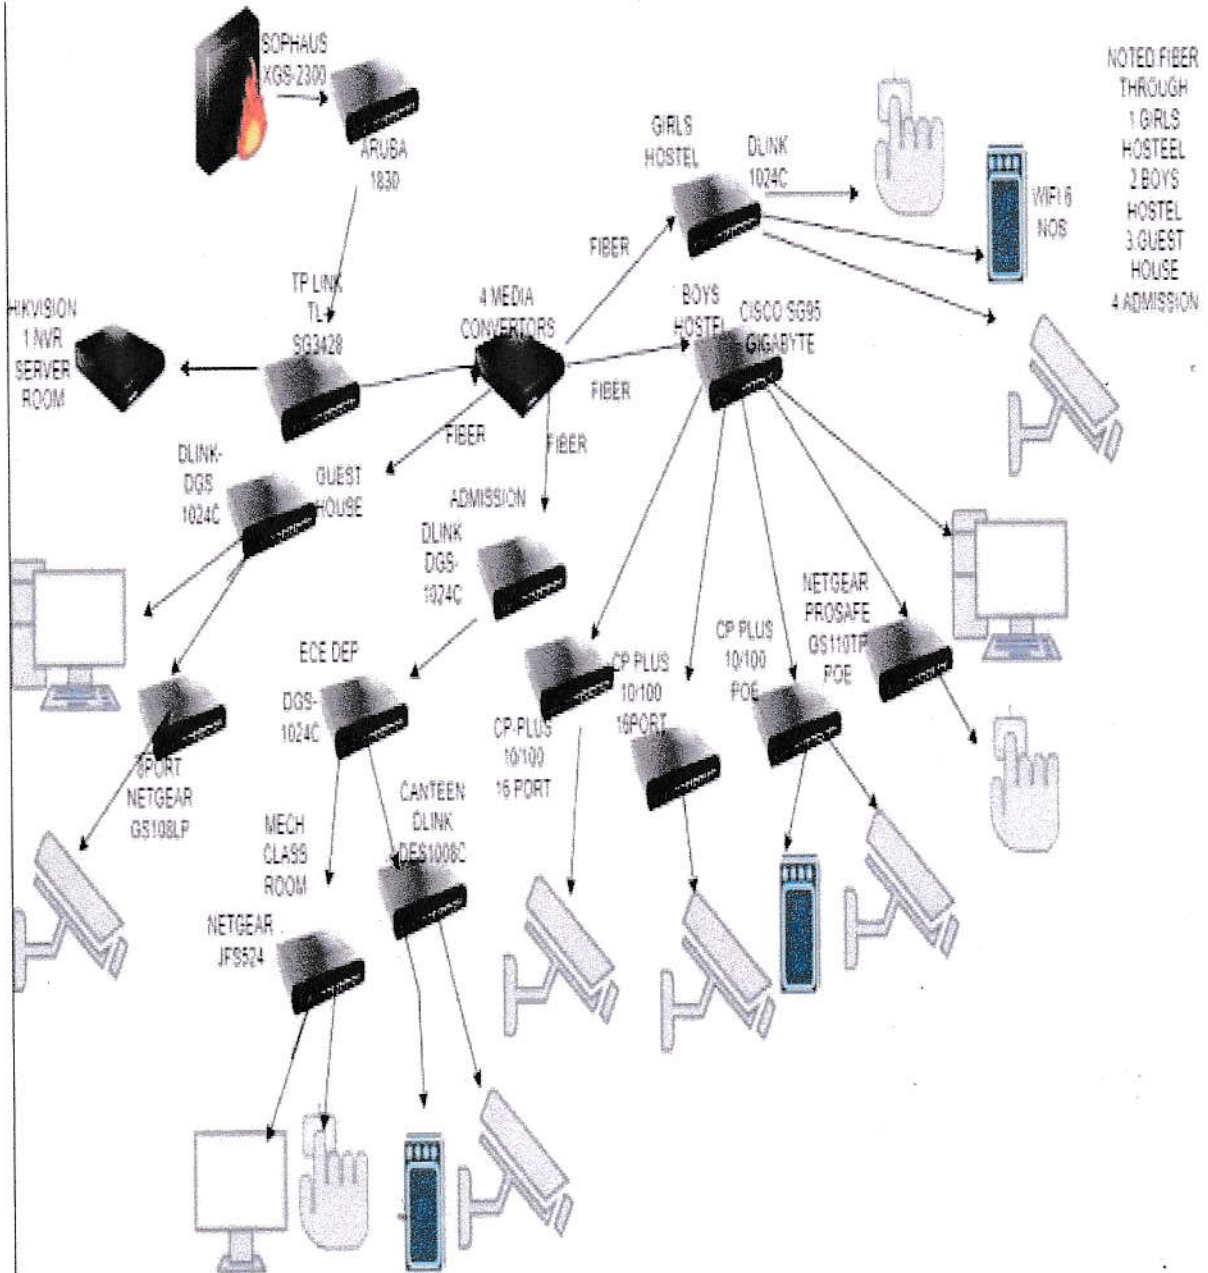 SOPHAUS
XGS-2300
ARUBA
1830
GIRLS
HOSTEL
DLINK
1024C
WIFI 6
NOS
NOTED FIBER
THROUGH
1 GIRLS
HOSTEEL
2 BOYS
HOSTEL
3.GUEST
HOUSE
4 ADMISSION
FIBER
TP LINK
TL-
SG3428
4 MEDIA
CONVERTORS
BOYS
HOSTEL
CISCO SG95
GIGABYTE
HIKVISION
1 NVR
SERVER
ROOM
FIBER
FIBER
FIBER
DLINK-
DGS
1024C
GUEST
HOUSE
ADMISSION
DLINK
DGS-
1024C
NETGEAR
PROSAFE
GS110TP
POE
CP PLUS
10/100
POE
CP PLUS
10/100
16PORT
CP-PLUS
10/100
16 PORT
ECE DEP
DGS-
1024C
8PORT
NETGEAR
GS108LP
CANTEEN
DLINK
DES1008C
MECH
CLASS
ROOM
NETGEAR
JFS524